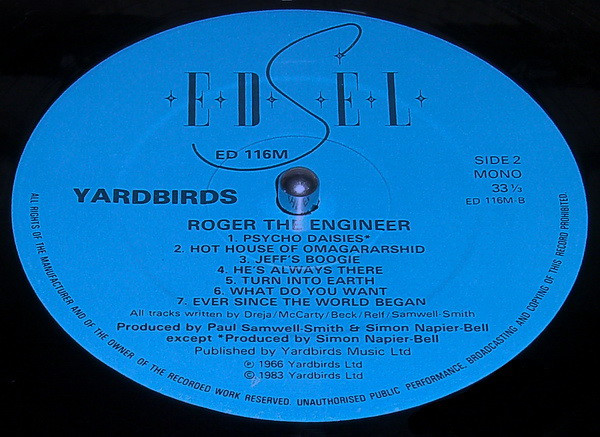 EDSEL
ED 116M
SIDE 2
MONO
33⅓
ED 116M-B
YARDBIRDS
ROGER THE ENGINEER
1. PSYCHO DAISIES*
2. HOT HOUSE OF OMAGARARSHID
3. JEFF'S BOOGIE
4. HE'S ALWAYS THERE
5. TURN INTO EARTH
6. WHAT DO YOU WANT
7. EVER SINCE THE WORLD BEGAN
All tracks written by Dreja/McCarty/Beck/Relf/Samwell-Smith
Produced by Paul Samwell-Smith & Simon Napier-Bell
except *Produced by Simon Napier-Bell
Published by Yardbirds Music Ltd
℗ 1966 Yardbirds Ltd
© 1983 Yardbirds Ltd
ALL RIGHTS OF THE MANUFACTURER AND OF THE OWNER OF THE RECORDED WORK RESERVED. UNAUTHORISED PUBLIC PERFORMANCE, BROADCASTING AND COPYING OF THIS RECORD PROHIBITED.